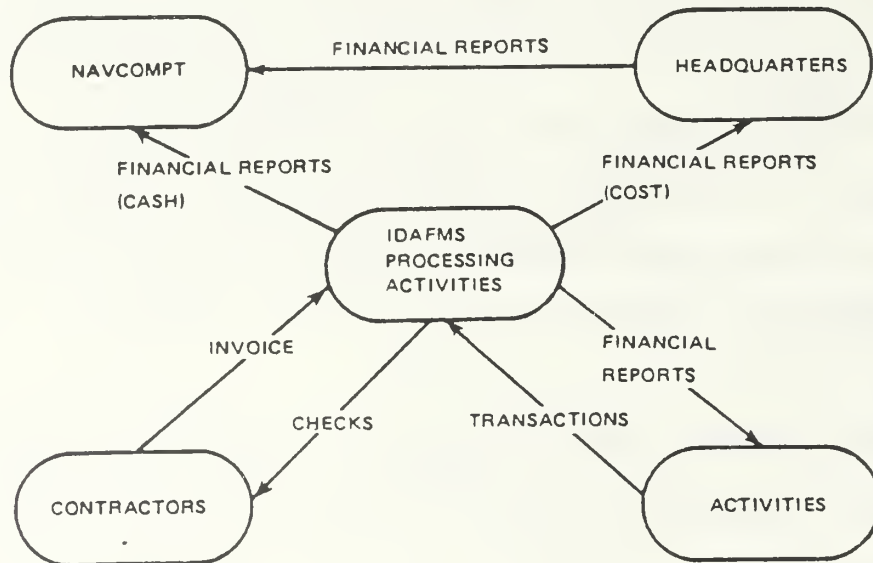 FINANCIAL REPORTS
NAVCOMPT
HEADQUARTERS
FINANCIAL REPORTS
(CASH)
FINANCIAL REPORTS
(COST)
IDAFMS
PROCESSING
ACTIVITIES
INVOICE
FINANCIAL
REPORTS
CHECKS
TRANSACTIONS
CONTRACTORS
ACTIVITIES